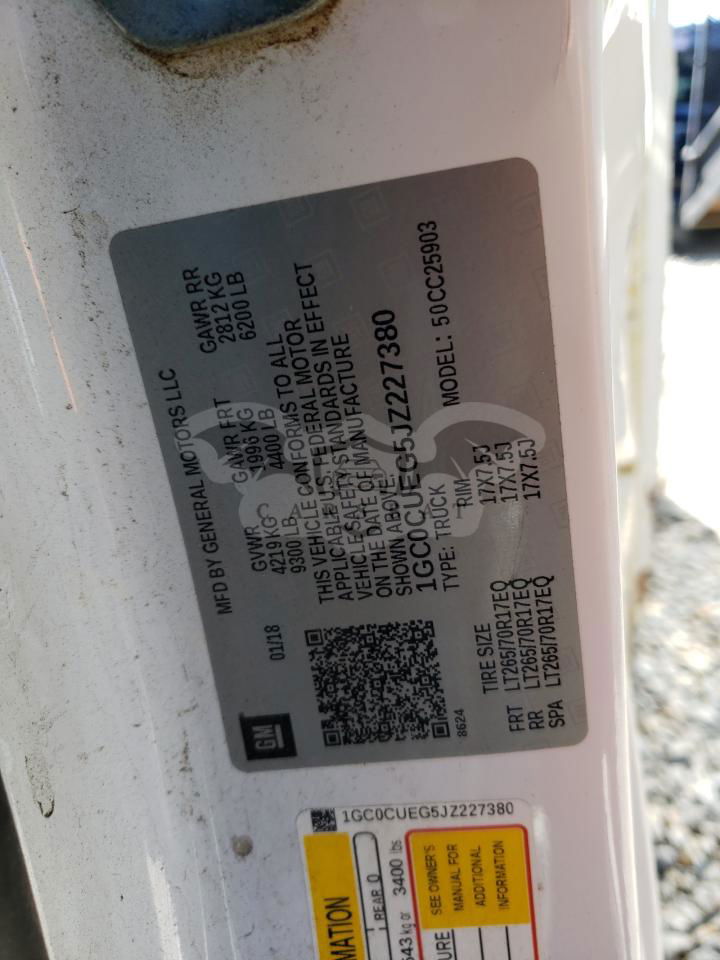 MFD BY GENERAL MOTORS LLC
01/18
GVWR
4219 KG
9300 LB
GAWR FRT
1996 KG
4400 LB
GAWR RR
2812 KG
6200 LB
THIS VEHICLE CONFORMS TO ALL
APPLICABLE U.S. FEDERAL MOTOR
VEHICLE SAFETY STANDARDS IN EFFECT
ON THE DATE OF MANUFACTURE
SHOWN ABOVE.
1GC0CUEG5JZ227380
TYPE: TRUCK MODEL: 50CC25903
GM
8624
TIRE SIZE RIM
FRT LT265/70R17EQ 17X7.5J
RR LT265/70R17EQ 17X7.5J
SPA LT265/70R17EQ 17X7.5J
1GC0CUEG5JZ227380
REAR 0
3400 lbs
kg or
SEE OWNER'S
MANUAL FOR
ADDITIONAL
INFORMATION